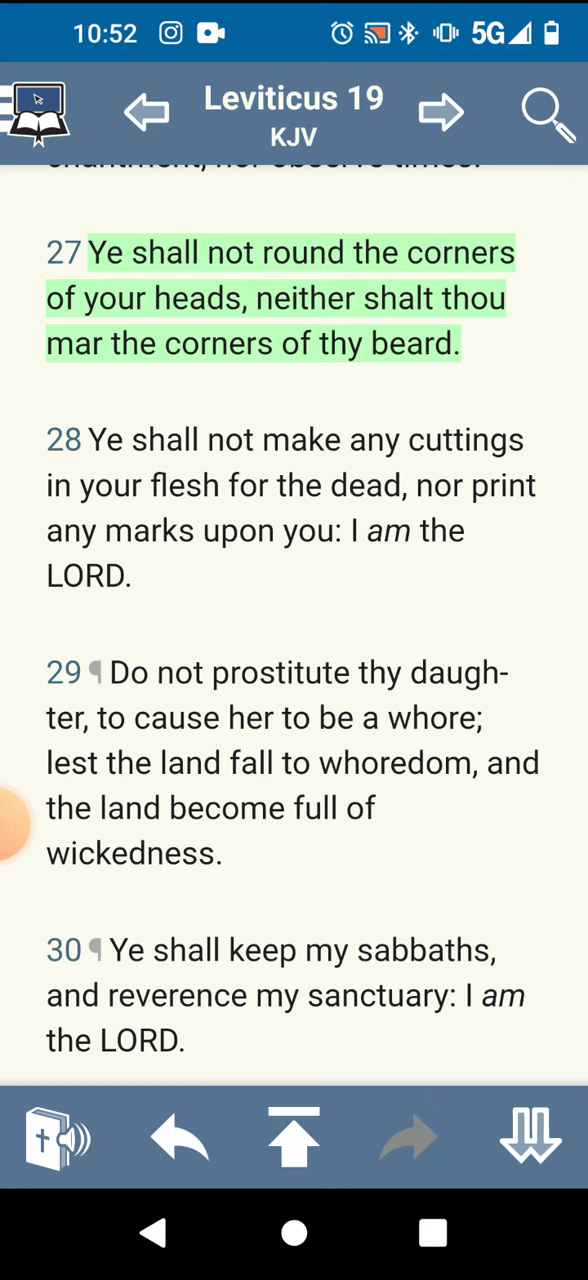 10:52
5G
Leviticus 19
KJV
chantment, nor observe times.
27 Ye shall not round the corners
of your heads, neither shalt thou
mar the corners of thy beard.
28 Ye shall not make any cuttings
in your flesh for the dead, nor print
any marks upon you: I am the
LORD.
29 ¶ Do not prostitute thy daugh-
ter, to cause her to be a whore;
lest the land fall to whoredom, and
the land become full of
wickedness.
30 ¶ Ye shall keep my sabbaths,
and reverence my sanctuary: I am
the LORD.